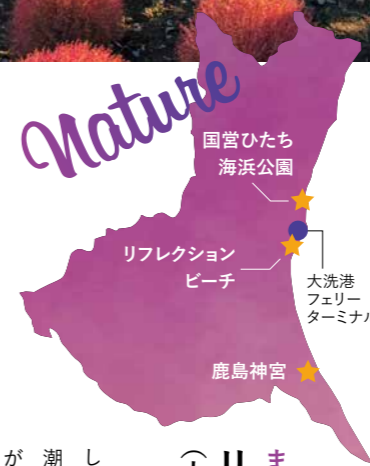 Nature
国営ひたち
海浜公園
リフレクション
ビーチ
大洗港
フェリー
ターミナル
鹿島神宮